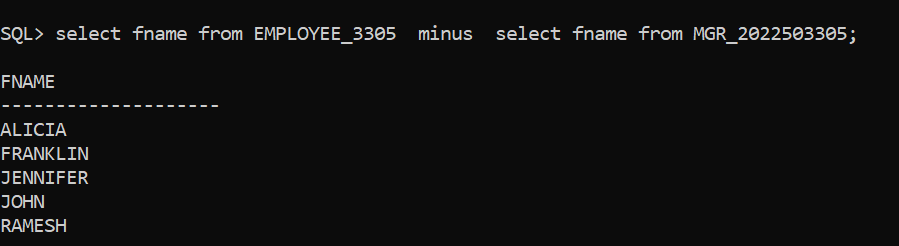 SQL> select fname from EMPLOYEE_3305  minus  select fname from MGR_2022503305;
FNAME
--------------------
ALICIA
FRANKLIN
JENNIFER
JOHN
RAMESH